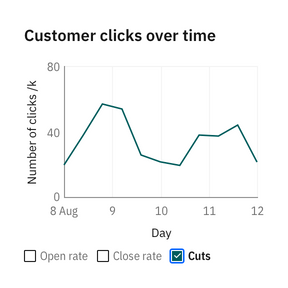 Customer clicks over time
Number of clicks /k
80
40
0
8 Aug 9 10 11 12
Day
Open rate Close rate Cuts